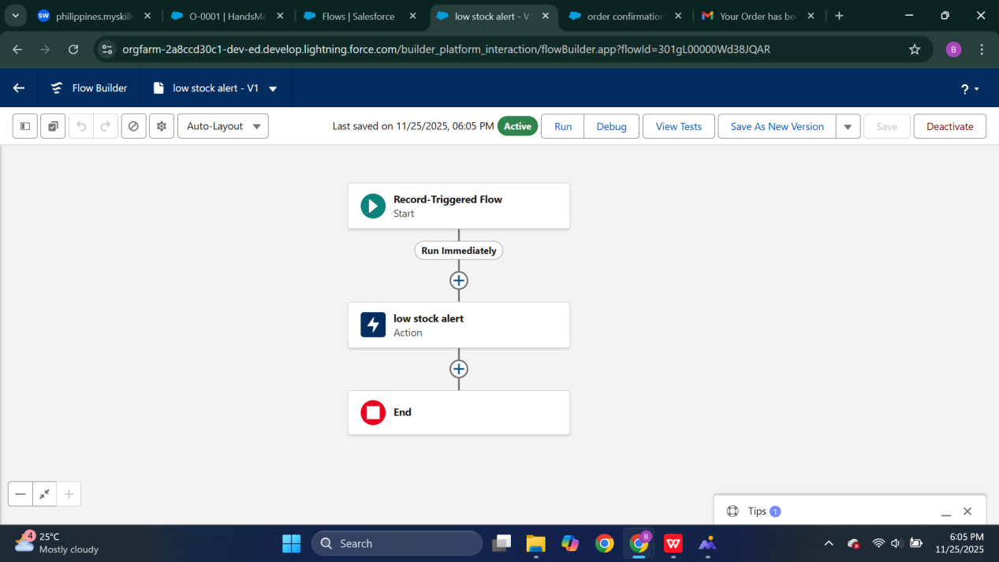 sw philippines.myskillw
O-0001 | HandsMe
Flows | Salesforce
low stock alert - V1
order confirmation
Your Order has bee
orgfarm-2a8ccd30c1-dev-ed.develop.lightning.force.com/builder_platform_interaction/flowBuilder.app?flowId=301gL00000Wd38JQAR
B
Flow Builder
low stock alert - V1
?
Auto-Layout
Last saved on 11/25/2025, 06:05 PM
Active
Run
Debug
View Tests
Save As New Version
Save
Deactivate
Record-Triggered Flow
Start
Run Immediately
low stock alert
Action
End
Tips 1
4
25°C
Mostly cloudy
Search
B
W
6:05 PM
11/25/2025